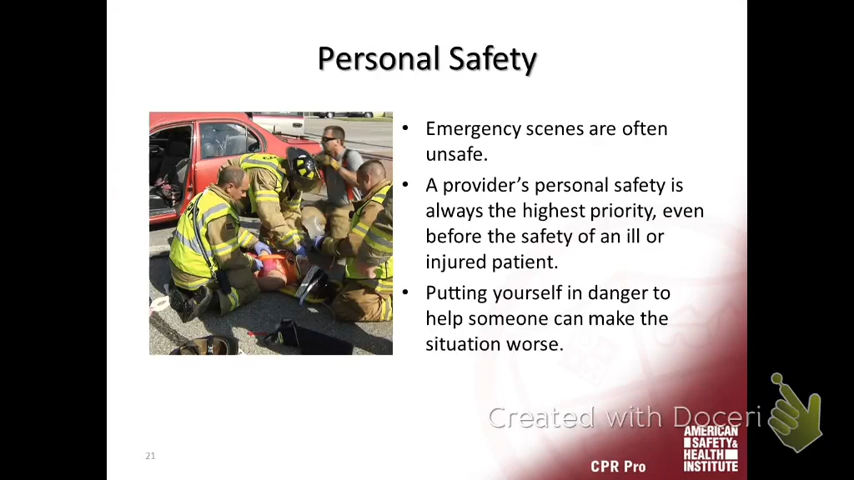 Personal Safety
• Emergency scenes are often
unsafe.
• A provider's personal safety is
always the highest priority, even
before the safety of an ill or
injured patient.
• Putting yourself in danger to
help someone can make the
situation worse.
Created with Doceri
AMERICAN
SAFETY&
HEALTH
INSTITUTE
CPR Pro
21